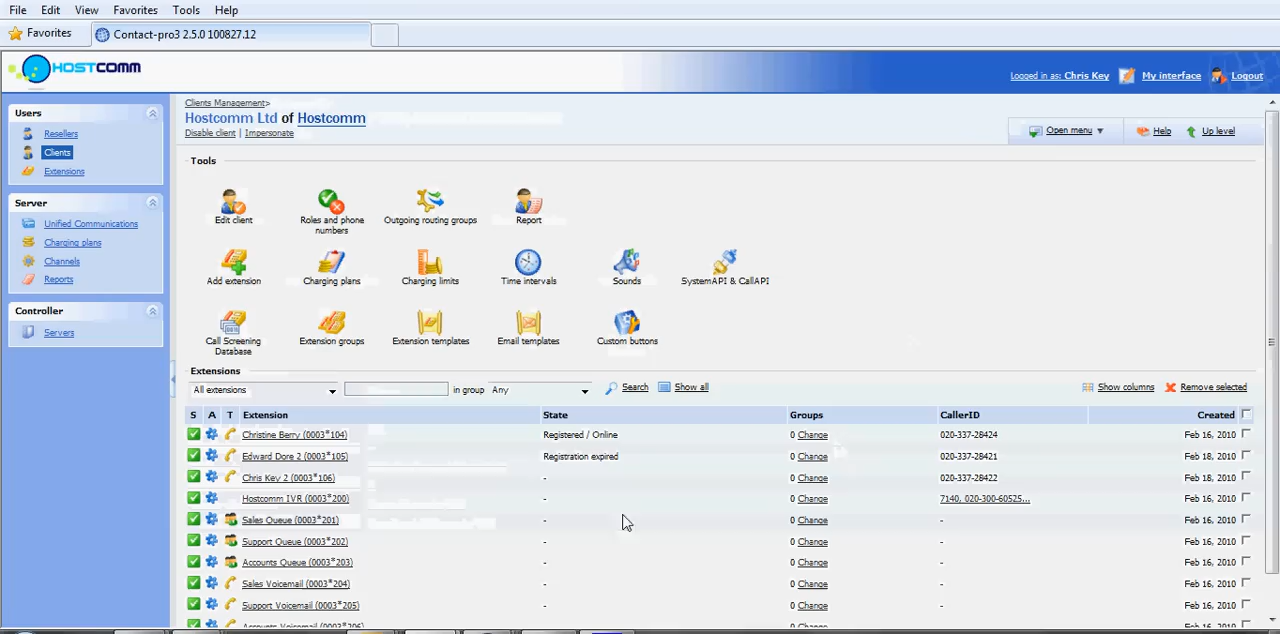 File Edit View Favorites Tools Help
Favorites Contact-pro3 2.5.0 100827.12
HOSTCOMM
Logged in as: Chris Key My interface Logout
Users
Resellers
Clients
Extensions
Server
Unified Communications
Charging plans
Channels
Reports
Controller
Servers
Clients Management>
Hostcomm Ltd of Hostcomm
Disable client | Impersonate
Open menu Help Up level
Tools
Edit client
Roles and phone
numbers
Outgoing routing groups
Report
Add extension
Charging plans
Charging limits
Time intervals
Sounds
SystemAPI & CallAPI
Call Screening
Database
Extension groups
Extension templates
Email templates
Custom buttons
Extensions
All extensions in group Any Search Show all Show columns Remove selected
S A T Extension State Groups CallerID Created
Christine Berry (0003*104) Registered / Online 0 Change 020-337-28424 Feb 16, 2010
Edward Dore 2 (0003*105) Registration expired 0 Change 020-337-28421 Feb 18, 2010
Chris Key 2 (0003*106) - 0 Change 020-337-28422 Feb 18, 2010
Hostcomm IVR (0003*200) - 0 Change 7140, 020-300-60525... Feb 16, 2010
Sales Queue (0003*201) - 0 Change - Feb 16, 2010
Support Queue (0003*202) - 0 Change - Feb 16, 2010
Accounts Queue (0003*203) - 0 Change - Feb 16, 2010
Sales Voicemail (0003*204) - 0 Change - Feb 16, 2010
Support Voicemail (0003*205) - 0 Change - Feb 16, 2010
Accounts Voicemail (0003*206) - 0 Change - Feb 16, 2010